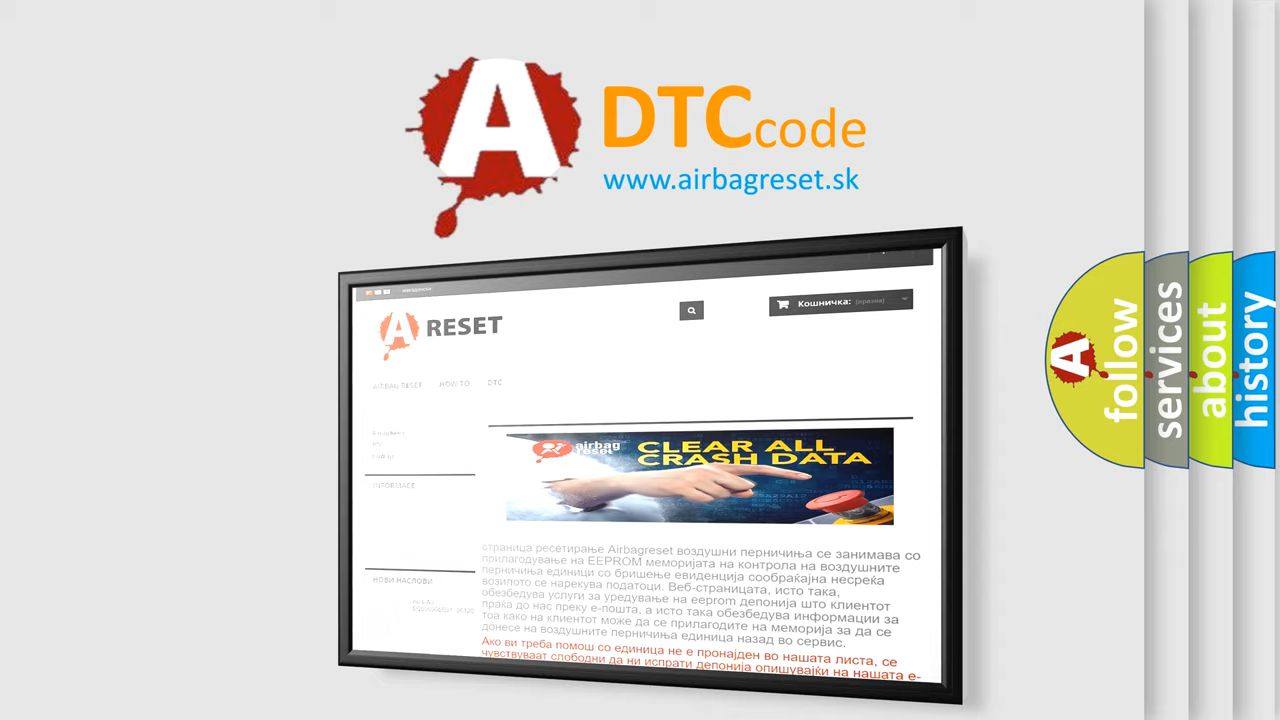 A
DTCcode
www.airbagreset.sk
A RESET
Кошничка: (празна)
AIRBAG RESET
HOW TO
DTC
INFORMACE
airbag
reset
CLEAR ALL
CRASH DATA
НОВИ НАСЛОВИ
страница ресетирање Airbagreset воздушни перничиња се занимава со
прилагодување на EEPROM меморијата на контрола на воздушните
перничиња единици со бришење евиденција сообраќајна несреќа
возилото се нарекува податоци. Веб-страницата, исто така,
обезбедува услуги за уредување на eeprom депонија што клиентот
праќа до нас преку е-пошта, а исто така обезбедува информации за
тоа како на клиентот може да се прилагодите на меморија за да се
донесе на воздушните перничиња единица назад во сервис.
Ако ви треба помош со единица не е пронајден во нашата листа, се
чувствуваат слободни да ни испрати депонија опишувајќи на нашата е-
A
follow
services
about
history